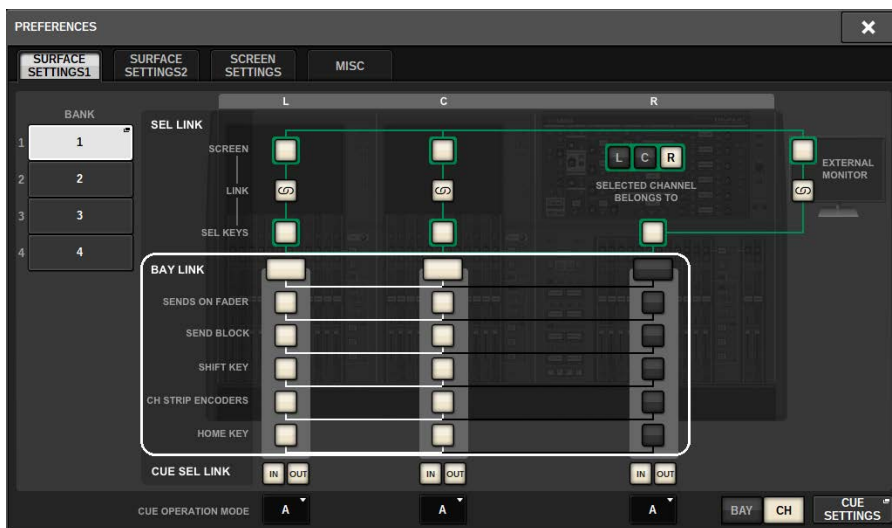 PREFERENCES
SURFACE SETTINGS1
SURFACE SETTINGS2
SCREEN SETTINGS
MISC
L
C
R
BANK
1
1
2
2
3
3
4
4
SEL LINK
SCREEN
LINK
SEL KEYS
L C R
SELECTED CHANNEL
BELONGS TO
EXTERNAL
MONITOR
BAY LINK
SENDS ON FADER
SEND BLOCK
SHIFT KEY
CH STRIP ENCODERS
HOME KEY
CUE SEL LINK
IN OUT
IN OUT
IN OUT
CUE OPERATION MODE
A
A
A
BAY CH
CUE
SETTINGS